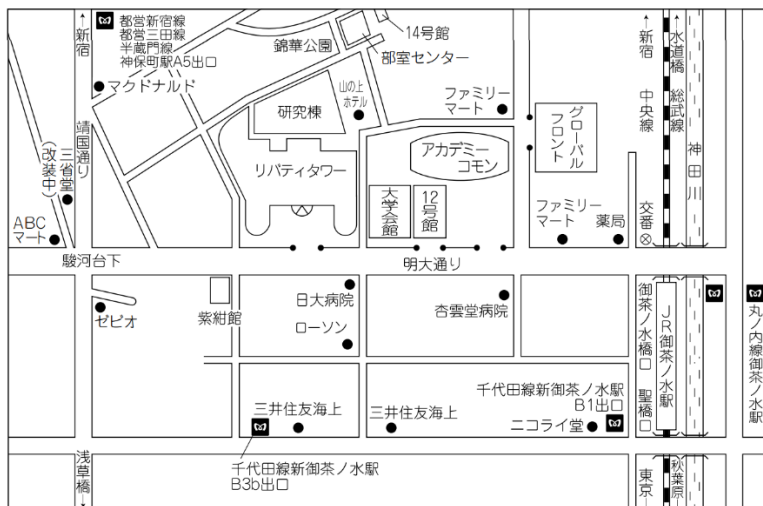 都営新宿線
都営三田線
半蔵門線
神保町駅A5出口
新宿
マクドナルド
靖国通り
三省堂
(改装中)
ABC
マート
駿河台下
錦華公園
14号館
部室センター
山の上
ホテル
研究棟
リバティタワー
ファミリー
マート
グローバル
フロント
アカデミー
コモン
大学会館
12号館
ファミリー
マート
薬局
新宿
中央線
交番
水道橋
総武線
神田川
明大通り
ゼビオ
紫紺館
日大病院
ローソン
杏雲堂病院
御茶ノ水橋口
聖橋口
JR御茶ノ水駅
丸ノ内線御茶ノ水駅
千代田線新御茶ノ水駅
B1出口
三井住友海上
三井住友海上
ニコライ堂
千代田線新御茶ノ水駅
B3b出口
浅草橋
東京
秋葉原